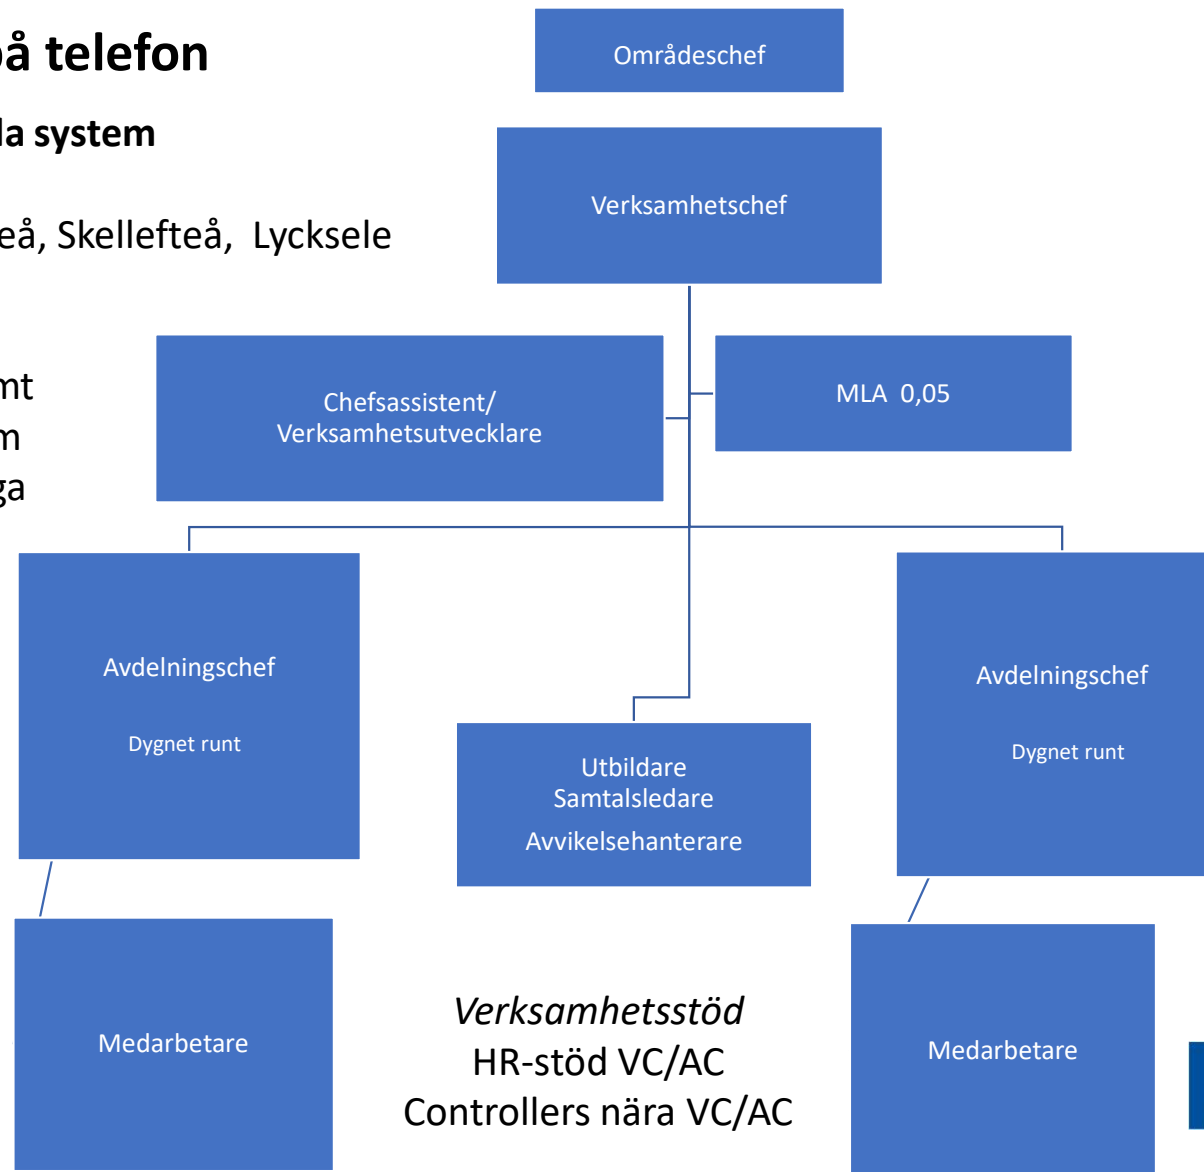 på telefon
Områdeschef
la system
Verksamhetschef
eå, Skellefteå, Lycksele
Chefsassistent/
Verksamhetsutvecklare
MLA 0,05
mt
m
ga
Avdelningschef
Dygnet runt
Utbildare
Samtalsledare
Avvikelsehanterare
Avdelningschef
Dygnet runt
Medarbetare
Verksamhetsstöd
HR-stöd VC/AC
Controllers nära VC/AC
Medarbetare